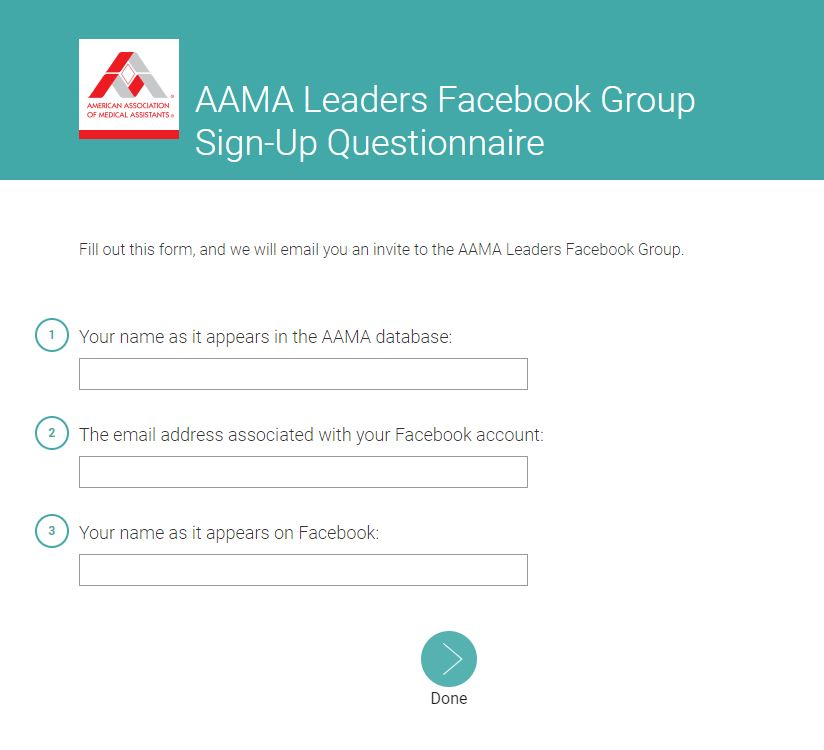 AMERICAN ASSOCIATION
OF MEDICAL ASSISTANTS®
AAMA Leaders Facebook Group
Sign-Up Questionnaire
Fill out this form, and we will email you an invite to the AAMA Leaders Facebook Group.
1 Your name as it appears in the AAMA database:
2 The email address associated with your Facebook account:
3 Your name as it appears on Facebook:
Done